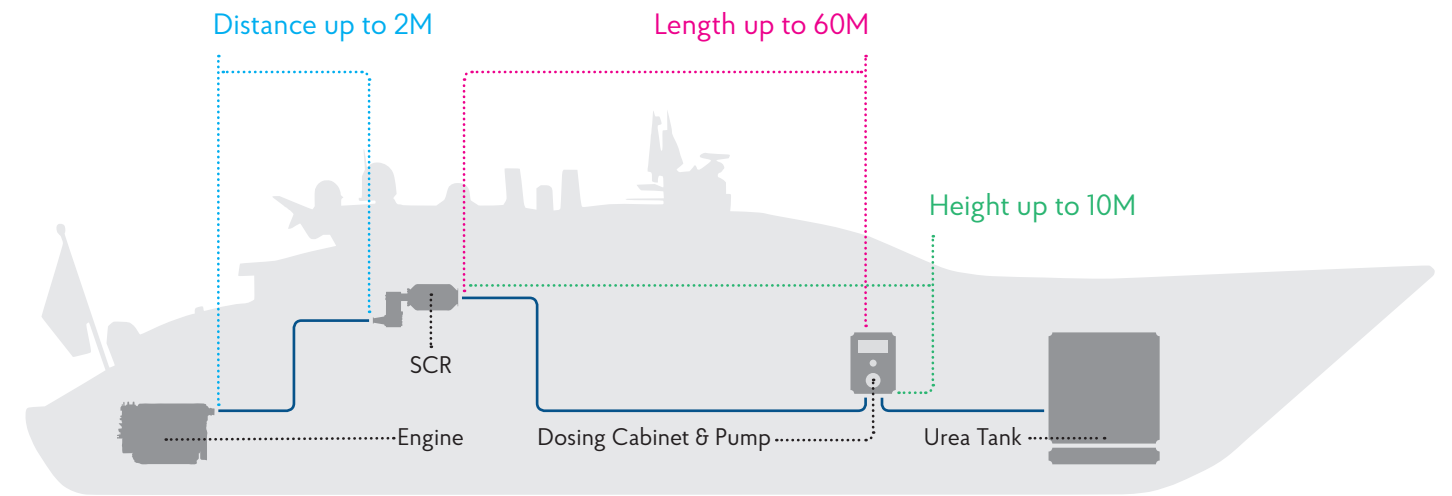 Distance up to 2M
Length up to 60M
Height up to 10M
SCR
Engine
Dosing Cabinet & Pump
Urea Tank